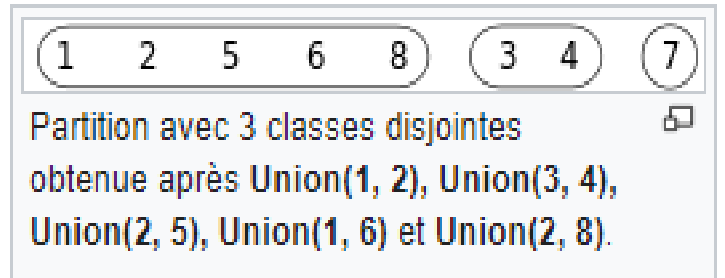 1 2 5 6 8 3 4 7
Partition avec 3 classes disjointes
obtenue après Union(1, 2), Union(3, 4),
Union(2, 5), Union(1, 6) et Union(2, 8).